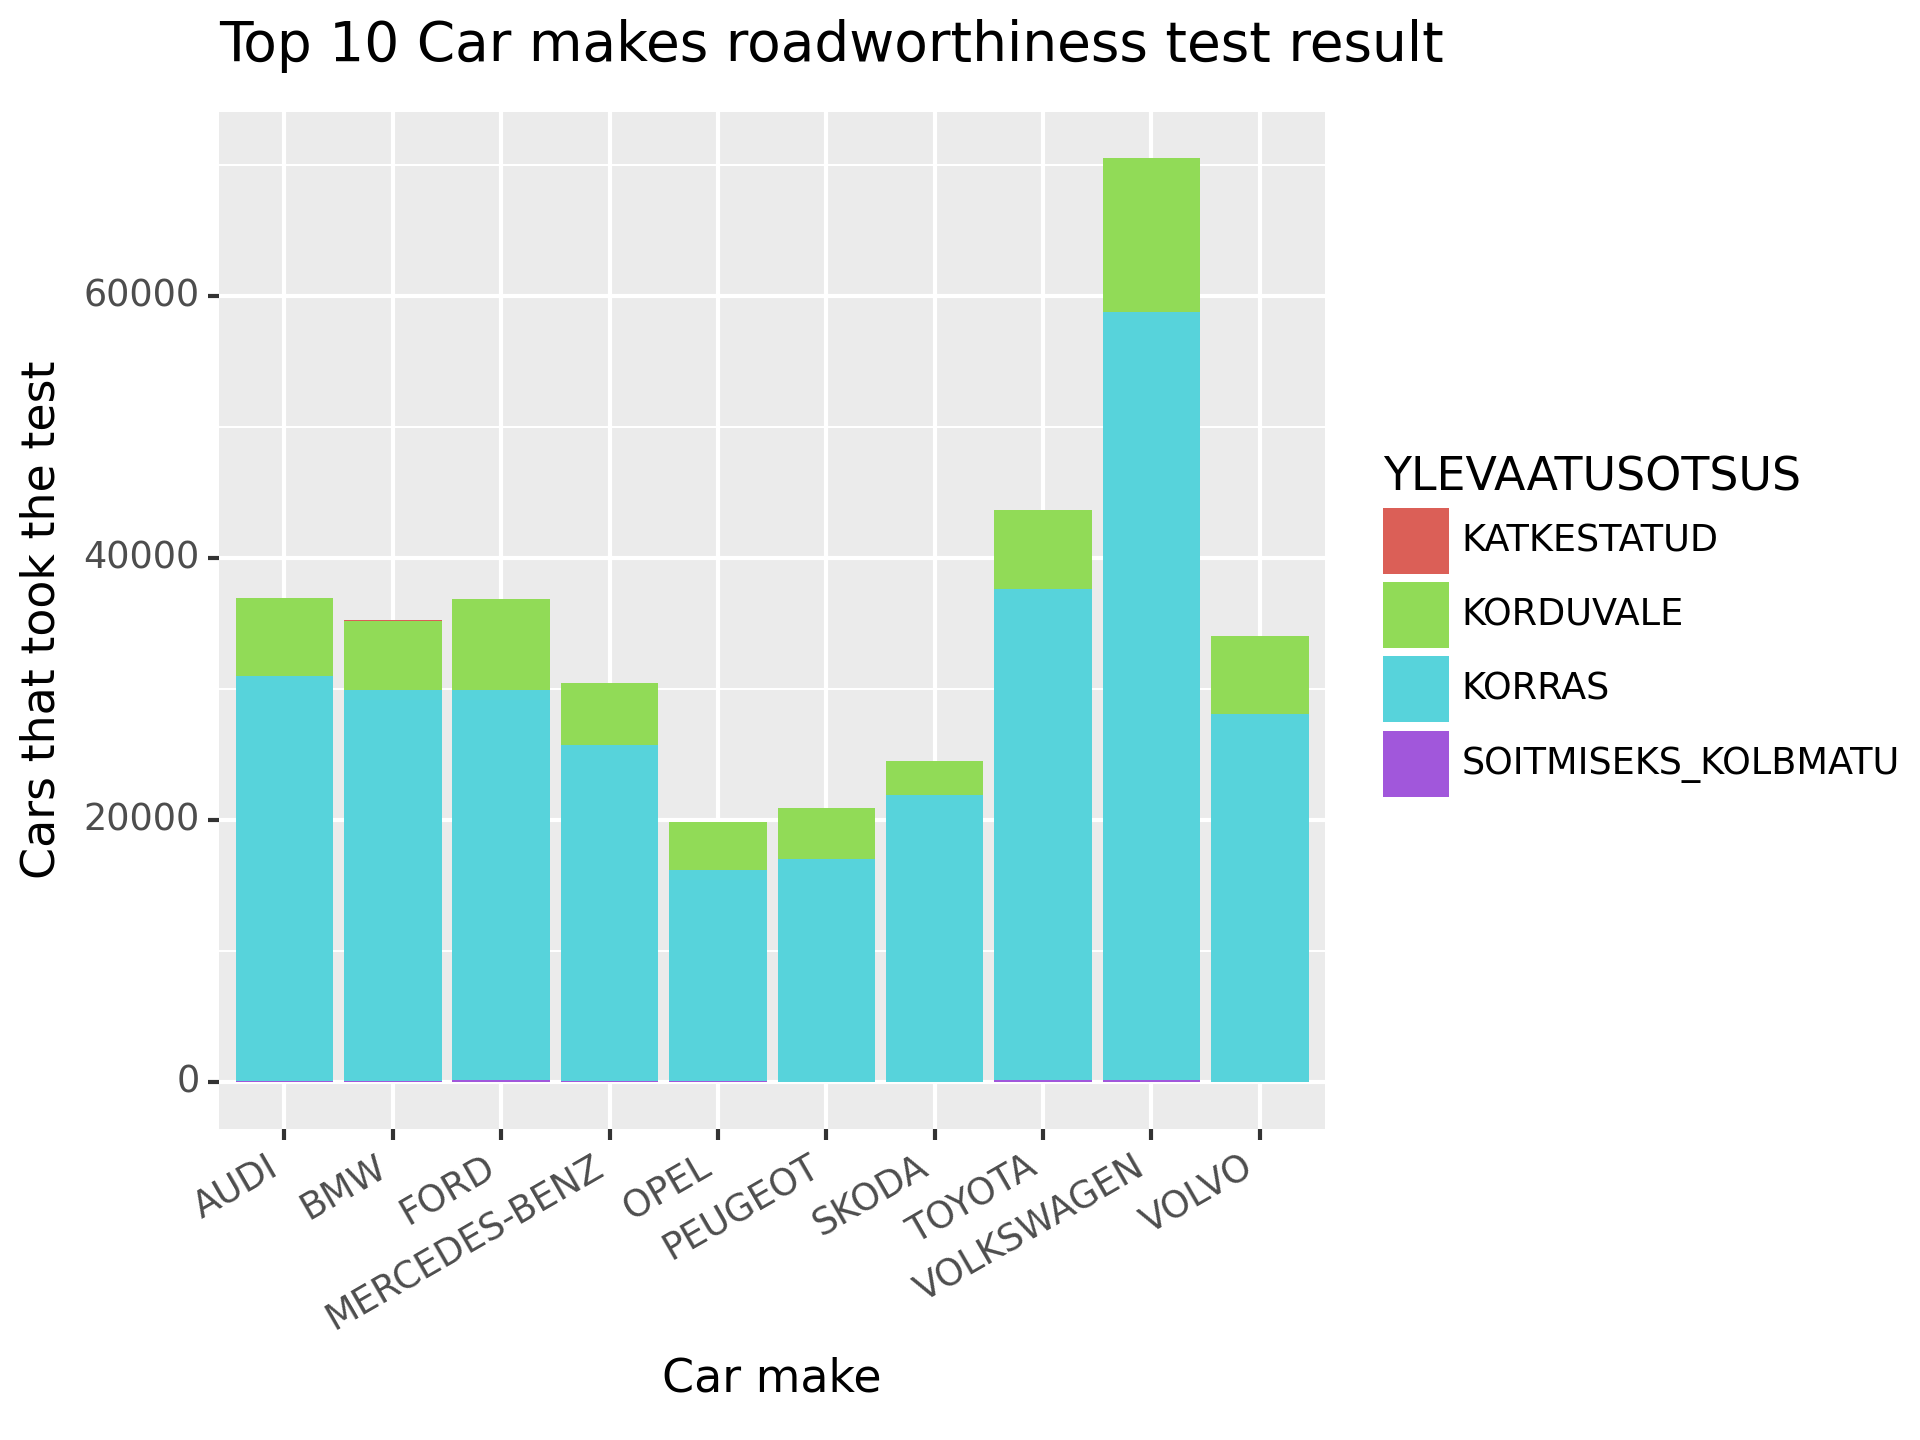 Top 10 Car makes roadworthiness test result
Cars that took the test
60000
40000
20000
0
AUDI
BMW
FORD
MERCEDES-BENZ
OPEL
PEUGEOT
SKODA
TOYOTA
VOLKSWAGEN
VOLVO
Car make
YLEVAATUSOTSUS
KATKESTATUD
KORDUVALE
KORRAS
SOITMISEKS_KOLBMATU